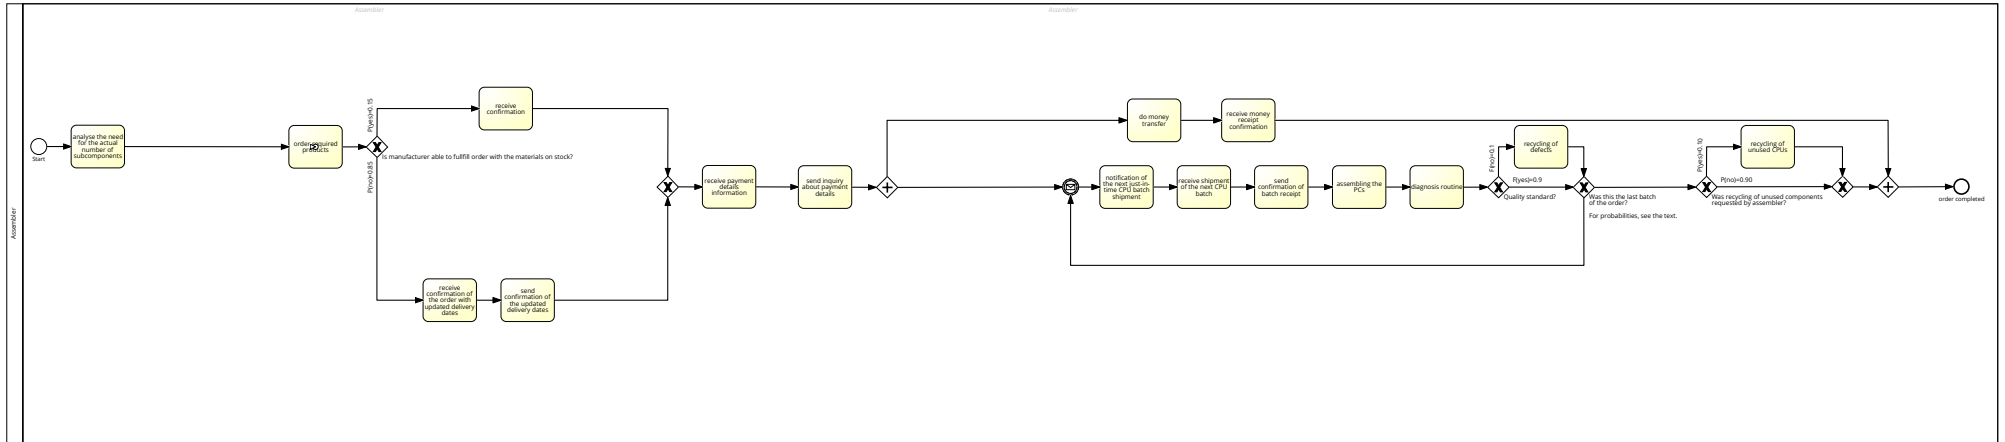 Assembler
Assembler
Assembler
Start
analyse the need
for the actual
number of
subcomponents
order required
products
P(yes)=0.15
P(no)=0.85
Is manufacturer able to fullfill order with the materials on stock?
receive
confirmation
receive
confirmation of
the order with
updated delivery
dates
send
confirmation of
the updated
delivery dates
receive payment
details
information
send inquiry
about payment
details
do money
transfer
receive money
receipt
confirmation
notification of
the next just-in-
time CPU batch
shipment
receive shipment
of the next CPU
batch
send
confirmation of
batch receipt
assembling the
PCs
diagnosis routine
P(no)=0.1
P(yes)=0.9
Quality standard?
recycling of
defects
Was this the last batch
of the order?
For probabilities, see the text.
P(yes)=0.10
P(no)=0.90
Was recycling of unused components
requested by assembler?
recycling of
unused CPUs
order completed